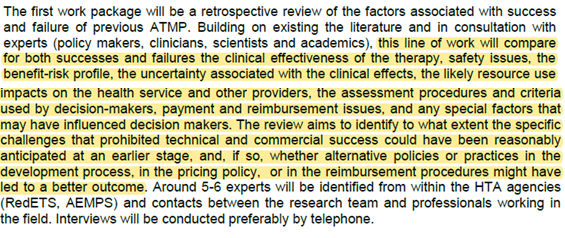 The first work package will be a retrospective review of the factors associated with success
and failure of previous ATMP. Building on existing the literature and in consultation with
experts (policy makers, clinicians, scientists and academics), this line of work will compare
for both successes and failures the clinical effectiveness of the therapy, safety issues, the
benefit-risk profile, the uncertainty associated with the clinical effects, the likely resource use
impacts on the health service and other providers, the assessment procedures and criteria
used by decision-makers, payment and reimbursement issues, and any special factors that
may have influenced decision makers. The review aims to identify to what extent the specific
challenges that prohibited technical and commercial success could have been reasonably
anticipated at an earlier stage, and, if so, whether alternative policies or practices in the
development process, in the pricing policy, or in the reimbursement procedures might have
led to a better outcome. Around 5-6 experts will be identified from within the HTA agencies
(RedETS, AEMPS) and contacts between the research team and professionals working in
the field. Interviews will be conducted preferably by telephone.